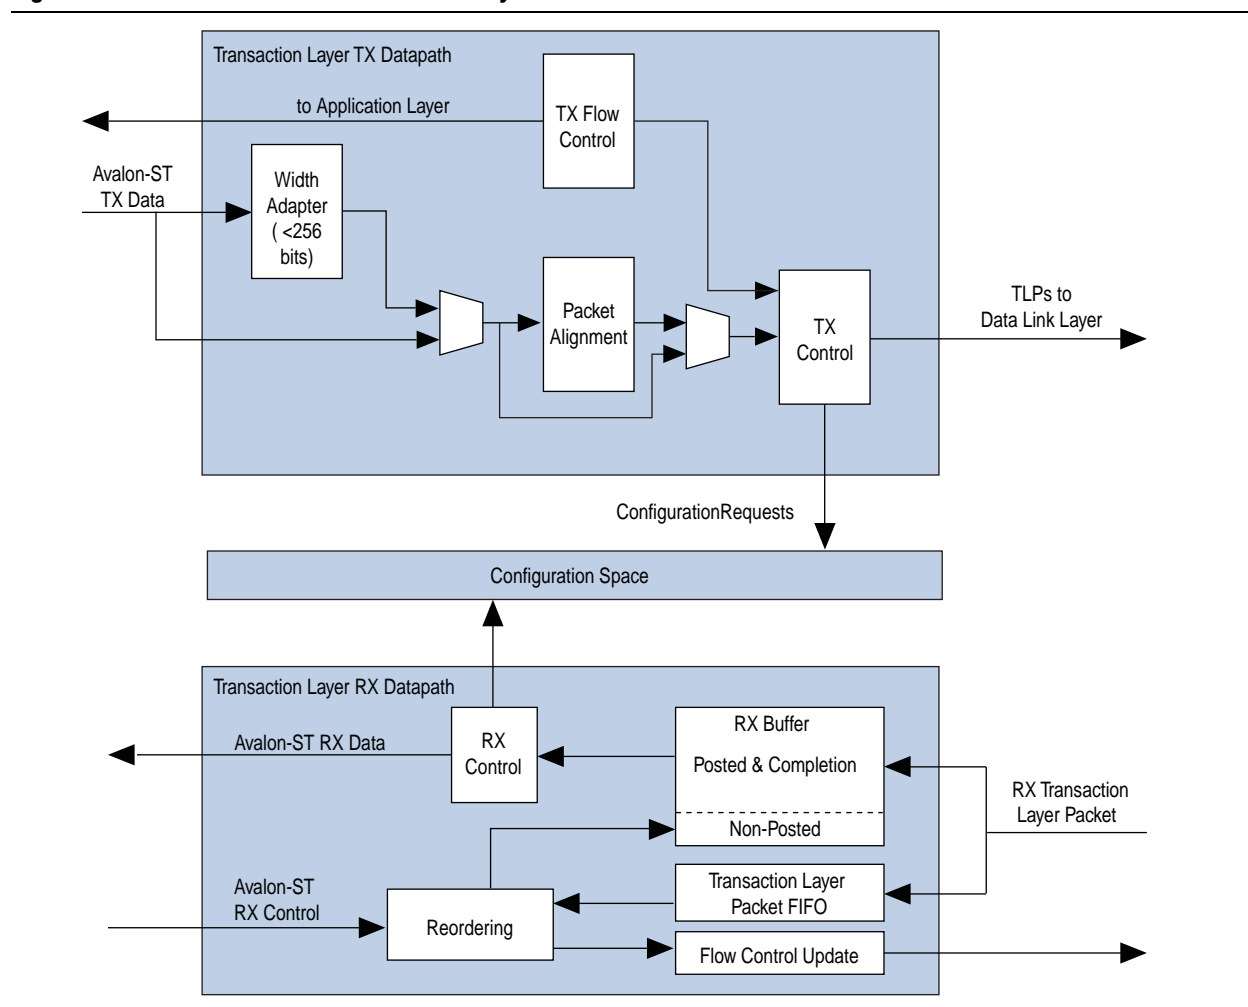 Transaction Layer TX Datapath
to Application Layer
TX Flow
Control
Avalon-ST
TX Data
Width
Adapter
( <256
bits)
Packet
Alignment
TX
Control
TLPs to
Data Link Layer
ConfigurationRequests
Configuration Space
Transaction Layer RX Datapath
Avalon-ST RX Data
RX
Control
RX Buffer
Posted & Completion
Non-Posted
RX Transaction
Layer Packet
Transaction Layer
Packet FIFO
Avalon-ST
RX Control
Reordering
Flow Control Update